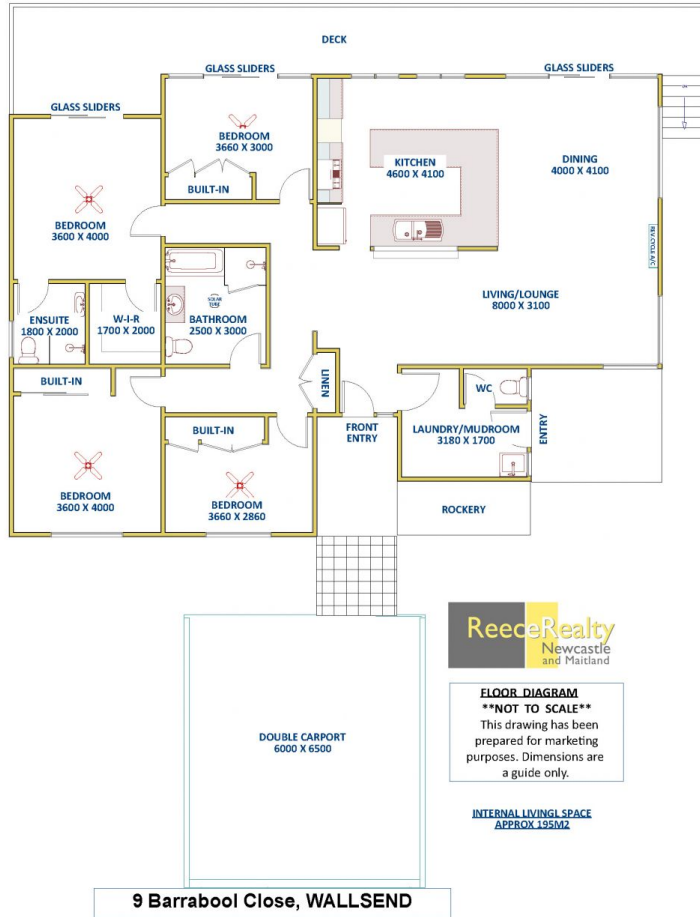 DECK
GLASS SLIDERS
GLASS SLIDERS
GLASS SLIDERS
BEDROOM
3660 X 3000
BUILT-IN
KITCHEN
4600 X 4100
DINING
4000 X 4100
BEDROOM
3600 X 4000
REV/CYCLE A/C
LIVING/LOUNGE
8000 X 3100
ENSUITE
1800 X 2000
W-I-R
1700 X 2000
SOLAR
TUBE
BATHROOM
2500 X 3000
BUILT-IN
LINEN
WC
FRONT
ENTRY
LAUNDRY/MUDROOM
3180 X 1700
ENTRY
BUILT-IN
BEDROOM
3600 X 4000
BEDROOM
3660 X 2860
ROCKERY
ReeceRealty
Newcastle
and Maitland
FLOOR DIAGRAM
**NOT TO SCALE**
This drawing has been
prepared for marketing
purposes. Dimensions are
a guide only.
DOUBLE CARPORT
6000 X 6500
INTERNAL LIVINGL SPACE
APPROX 195M2
9 Barrabool Close, WALLSEND